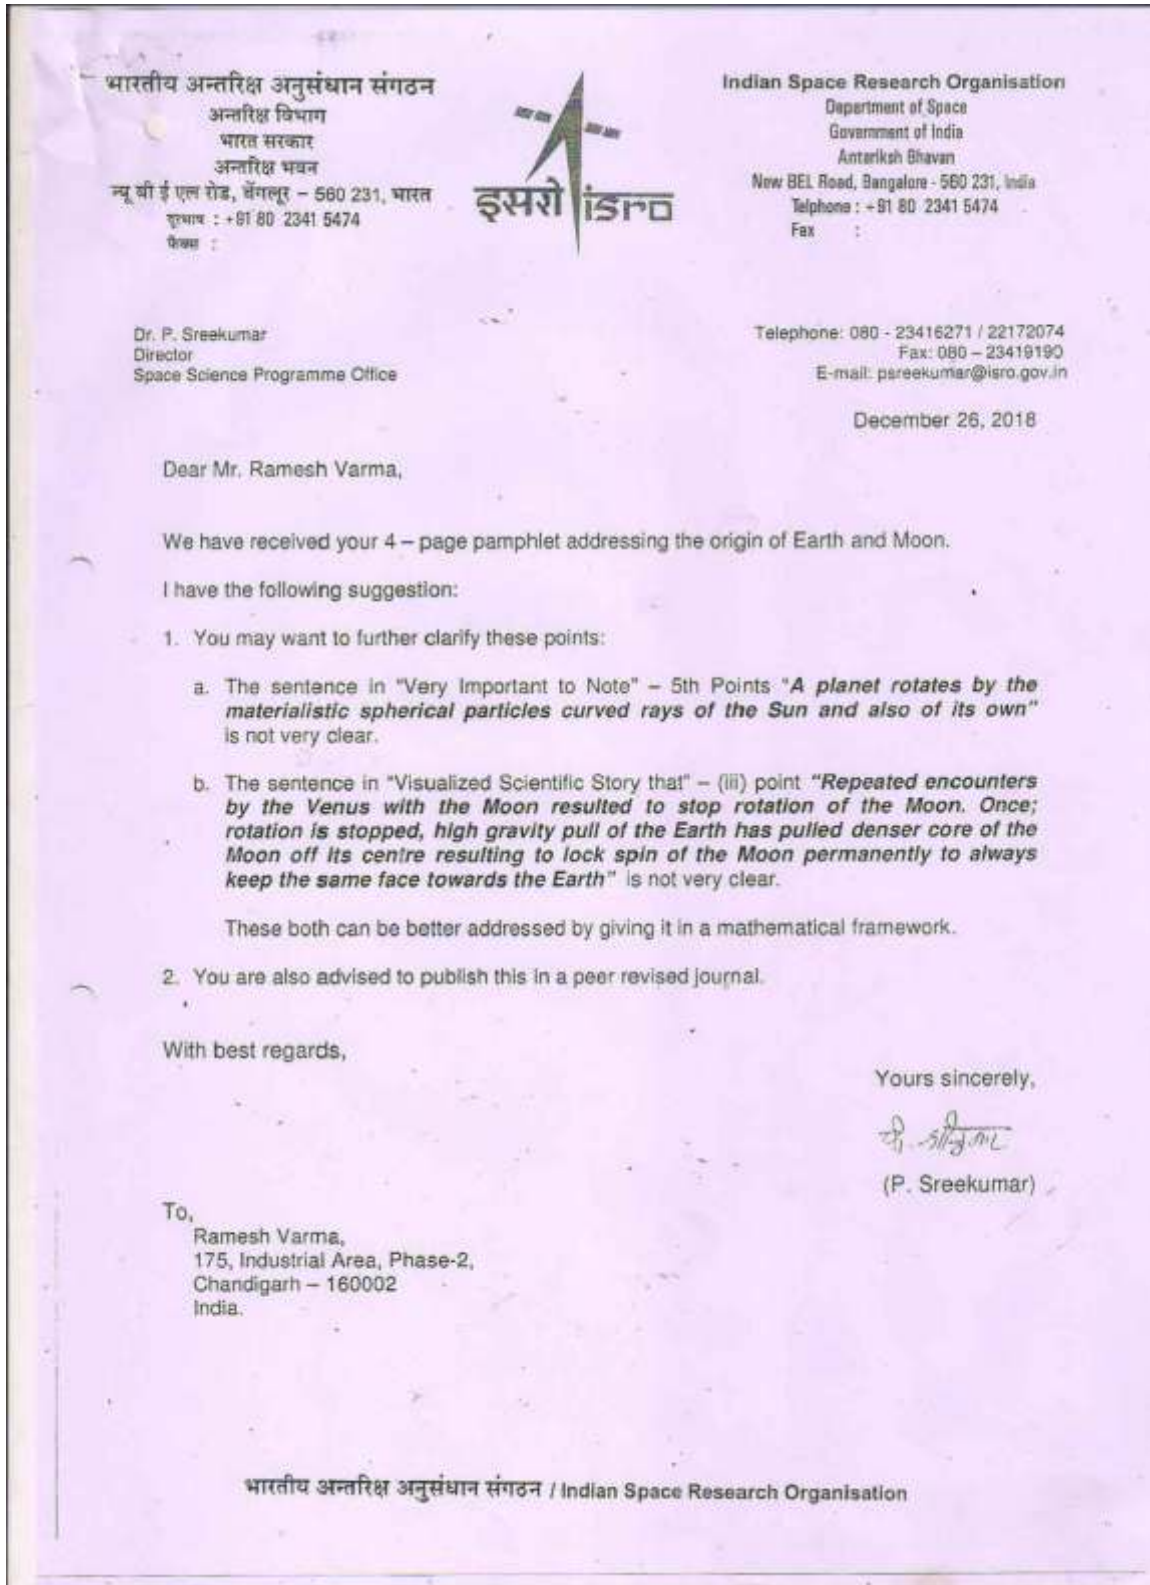 भारतीय अन्तरिक्ष अनुसंधान संगठन
अन्तरिक्ष विभाग
भारत सरकार
अन्तरिक्ष भवन
न्यू बी ई एल रोड, बेंगलूर – 560 231, भारत
दूरभाष : +91 80 2341 5474
फैक्स :
इसरो isro
Indian Space Research Organisation
Department of Space
Government of India
Antariksh Bhavan
New BEL Road, Bangalore - 560 231, India
Telphone : +91 80 2341 5474
Fax :
Dr. P. Sreekumar
Director
Space Science Programme Office
Telephone: 080 - 23416271 / 22172074
Fax: 080 – 23419190
E-mail: psreekumar@isro.gov.in
December 26, 2018
Dear Mr. Ramesh Varma,
We have received your 4 – page pamphlet addressing the origin of Earth and Moon.
I have the following suggestion:
1. You may want to further clarify these points:
a. The sentence in “Very Important to Note” – 5th Points “A planet rotates by the
materialistic spherical particles curved rays of the Sun and also of its own”
is not very clear.
b. The sentence in “Visualized Scientific Story that” – (iii) point “Repeated encounters
by the Venus with the Moon resulted to stop rotation of the Moon. Once;
rotation is stopped, high gravity pull of the Earth has pulled denser core of the
Moon off its centre resulting to lock spin of the Moon permanently to always
keep the same face towards the Earth” is not very clear.
These both can be better addressed by giving it in a mathematical framework.
2. You are also advised to publish this in a peer revised journal.
With best regards,
Yours sincerely,
पी. श्रीकुमार
(P. Sreekumar)
To,
Ramesh Varma,
175, Industrial Area, Phase-2,
Chandigarh – 160002
India.
भारतीय अन्तरिक्ष अनुसंधान संगठन / Indian Space Research Organisation